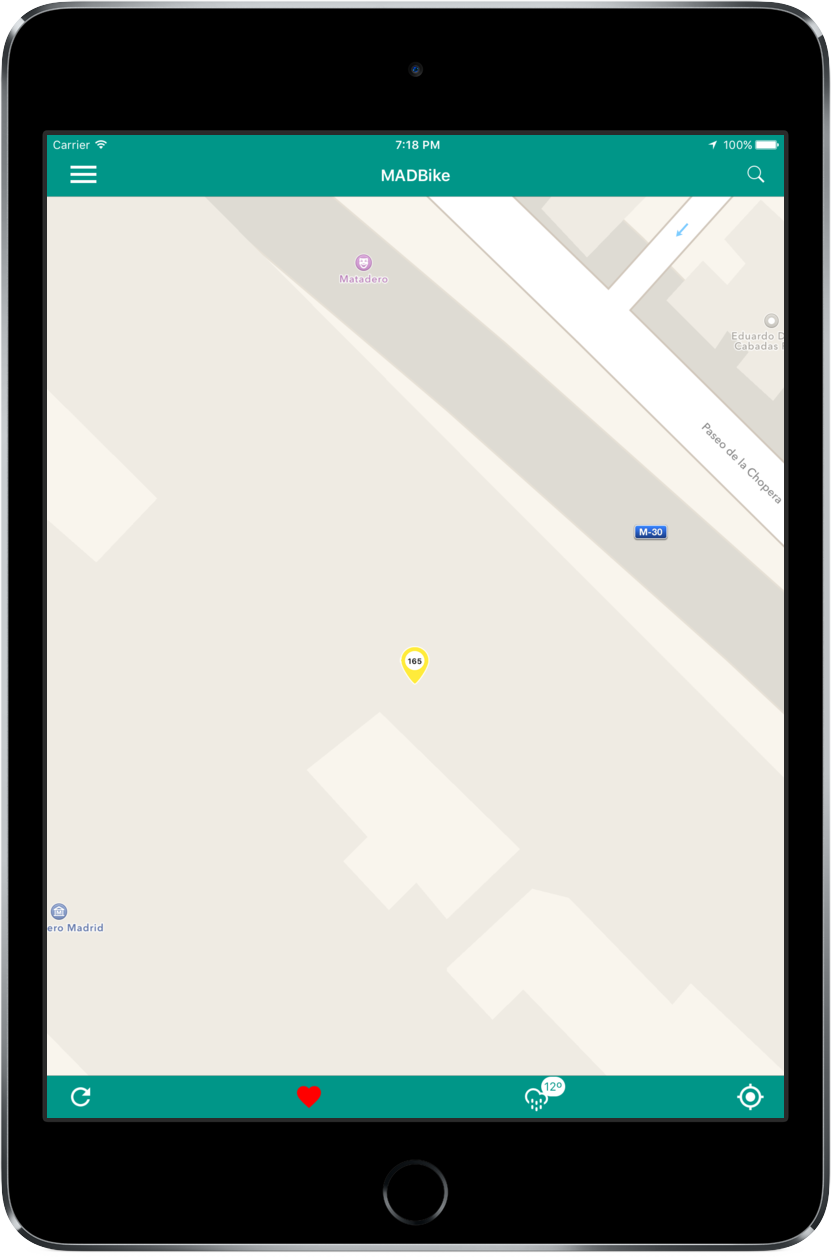 Carrier 7:18 PM 100%
MADBike
Matadero
Eduardo D
Cabadas
Paseo de la Chopera
M-30
165
ero Madrid
12º